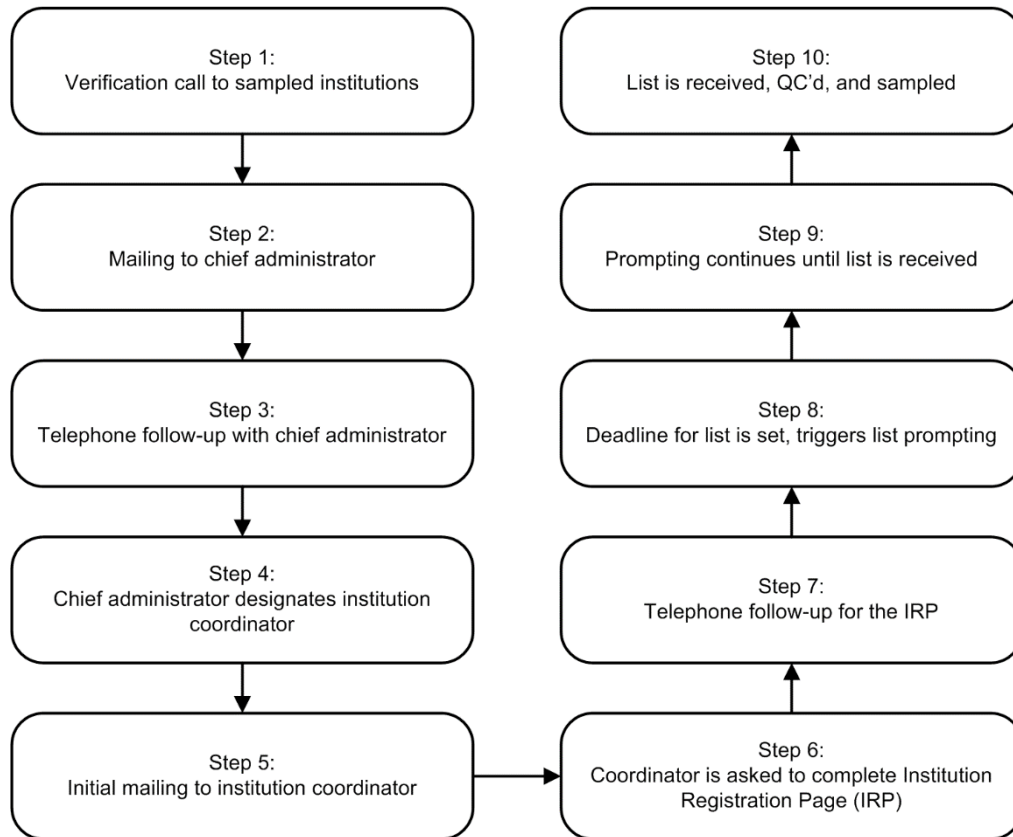 Step 1:
Verification call to sampled institutions
Step 2:
Mailing to chief administrator
Step 3:
Telephone follow-up with chief administrator
Step 4:
Chief administrator designates institution
coordinator
Step 5:
Initial mailing to institution coordinator
Step 6:
Coordinator is asked to complete Institution
Registration Page (IRP)
Step 7:
Telephone follow-up for the IRP
Step 8:
Deadline for list is set, triggers list prompting
Step 9:
Prompting continues until list is received
Step 10:
List is received, QC’d, and sampled